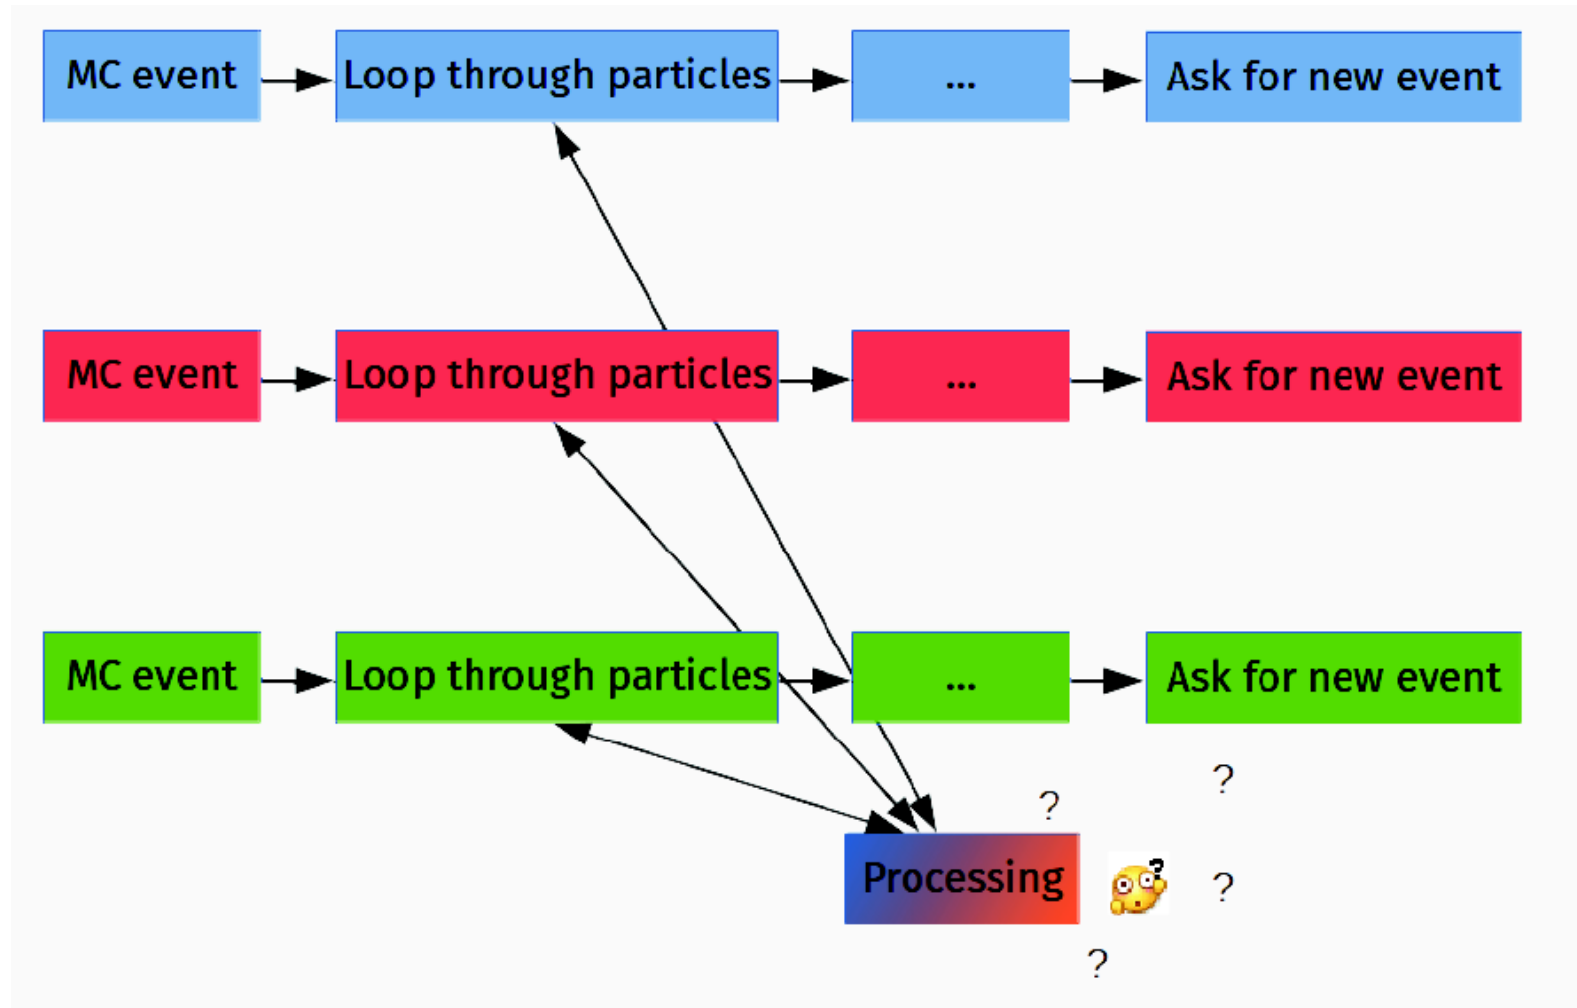 MC event
Loop through particles
...
Ask for new event
MC event
Loop through particles
...
Ask for new event
MC event
Loop through particles
...
Ask for new event
?
?
Processing
?
?
?